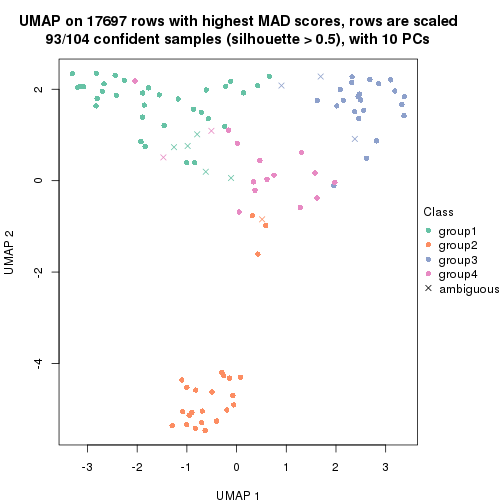 UMAP on 17697 rows with highest MAD scores, rows are scaled
93/104 confident samples (silhouette > 0.5), with 10 PCs
2
0
-2
-4
UMAP 2
-3
-2
-1
0
1
2
3
UMAP 1
Class
group1
group2
group3
group4
ambiguous